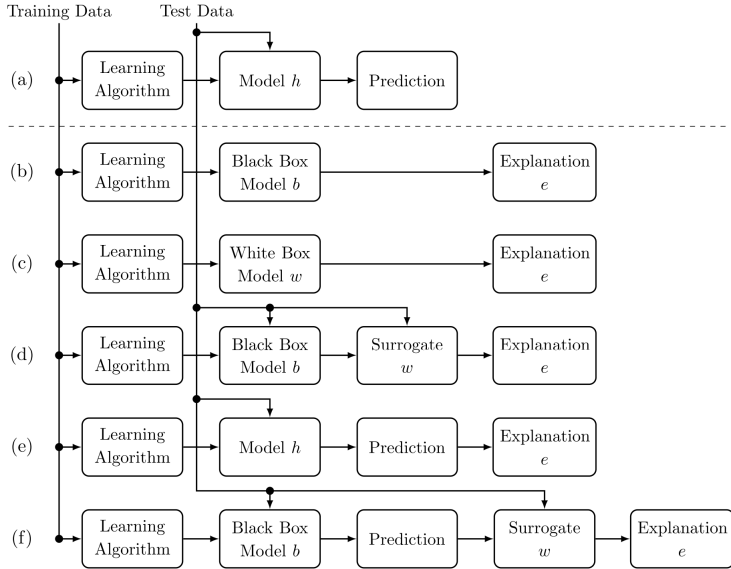 Training Data Test Data
(a) Learning Algorithm Model h Prediction
(b) Learning Algorithm Black Box Model b Explanation e
(c) Learning Algorithm White Box Model w Explanation e
(d) Learning Algorithm Black Box Model b Surrogate w Explanation e
(e) Learning Algorithm Model h Prediction Explanation e
(f) Learning Algorithm Black Box Model b Prediction Surrogate w Explanation e